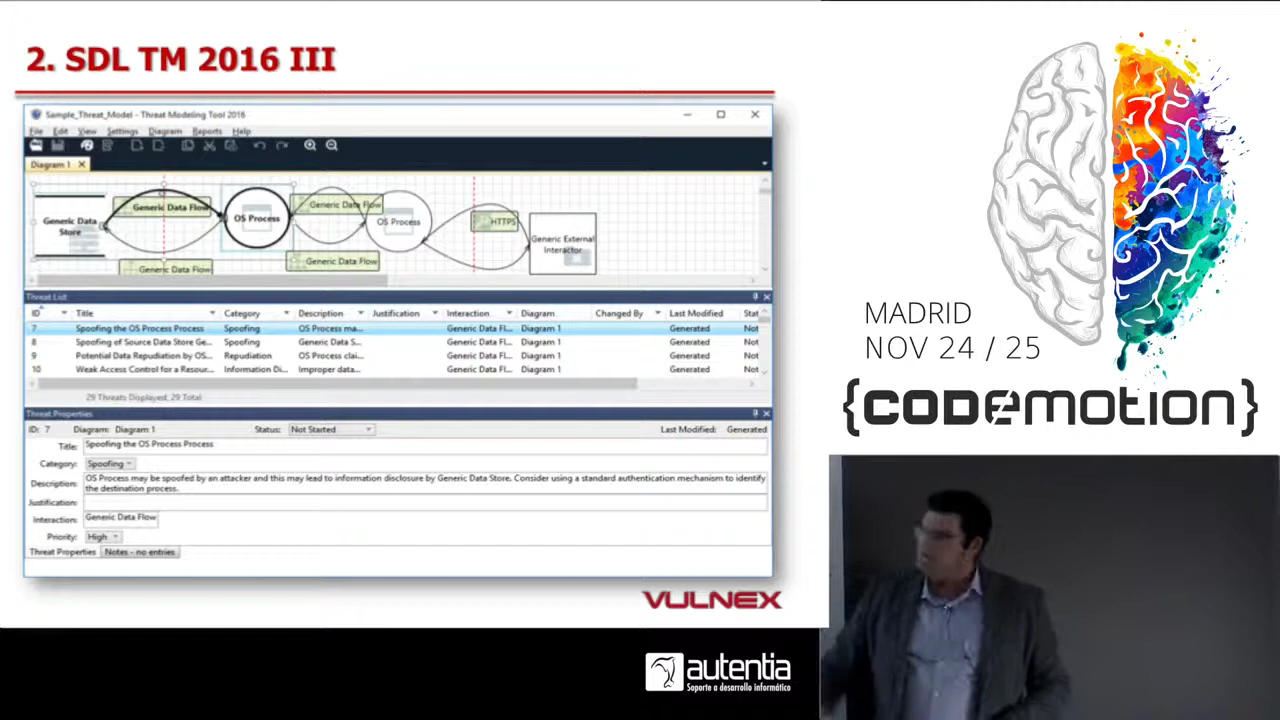 2. SDL TM 2016 III
Sample_Threat_Model - Threat Modeling Tool 2016
File Edit View Settings Diagram Reports Help
Diagram 1
Generic Data Store
Generic Data Flow
OS Process
Generic Data Flow
OS Process
HTTPS
Generic External Interactor
Generic Data Flow
Generic Data Flow
Threat List
ID Title Category Description Justification Interaction Diagram Changed By Last Modified Stat
7 Spoofing the OS Process Process Spoofing OS Process ma... Generic Data Fl... Diagram 1 Generated Not
8 Spoofing of Source Data Store Ge... Spoofing Generic Data S... Generic Data Fl... Diagram 1 Generated Not
9 Potential Data Repudiation by OS... Repudiation OS Process clai... Generic Data Fl... Diagram 1 Generated Not
10 Weak Access Control for a Resour... Information Di... Improper data... Generic Data Fl... Diagram 1 Generated Not
29 Threats Displayed, 29 Total
Threat Properties
ID: 7 Diagram: Diagram 1 Status: Not Started Last Modified: Generated
Title: Spoofing the OS Process Process
Category: Spoofing
Description: OS Process may be spoofed by an attacker and this may lead to information disclosure by Generic Data Store. Consider using a standard authentication mechanism to identify
the destination process.
Justification:
Interaction: Generic Data Flow
Priority: High
Threat Properties Notes - no entries
VULNEX
MADRID
NOV 24 / 25
{CODEMOTION}
autentia
Soporte a desarrollo informático